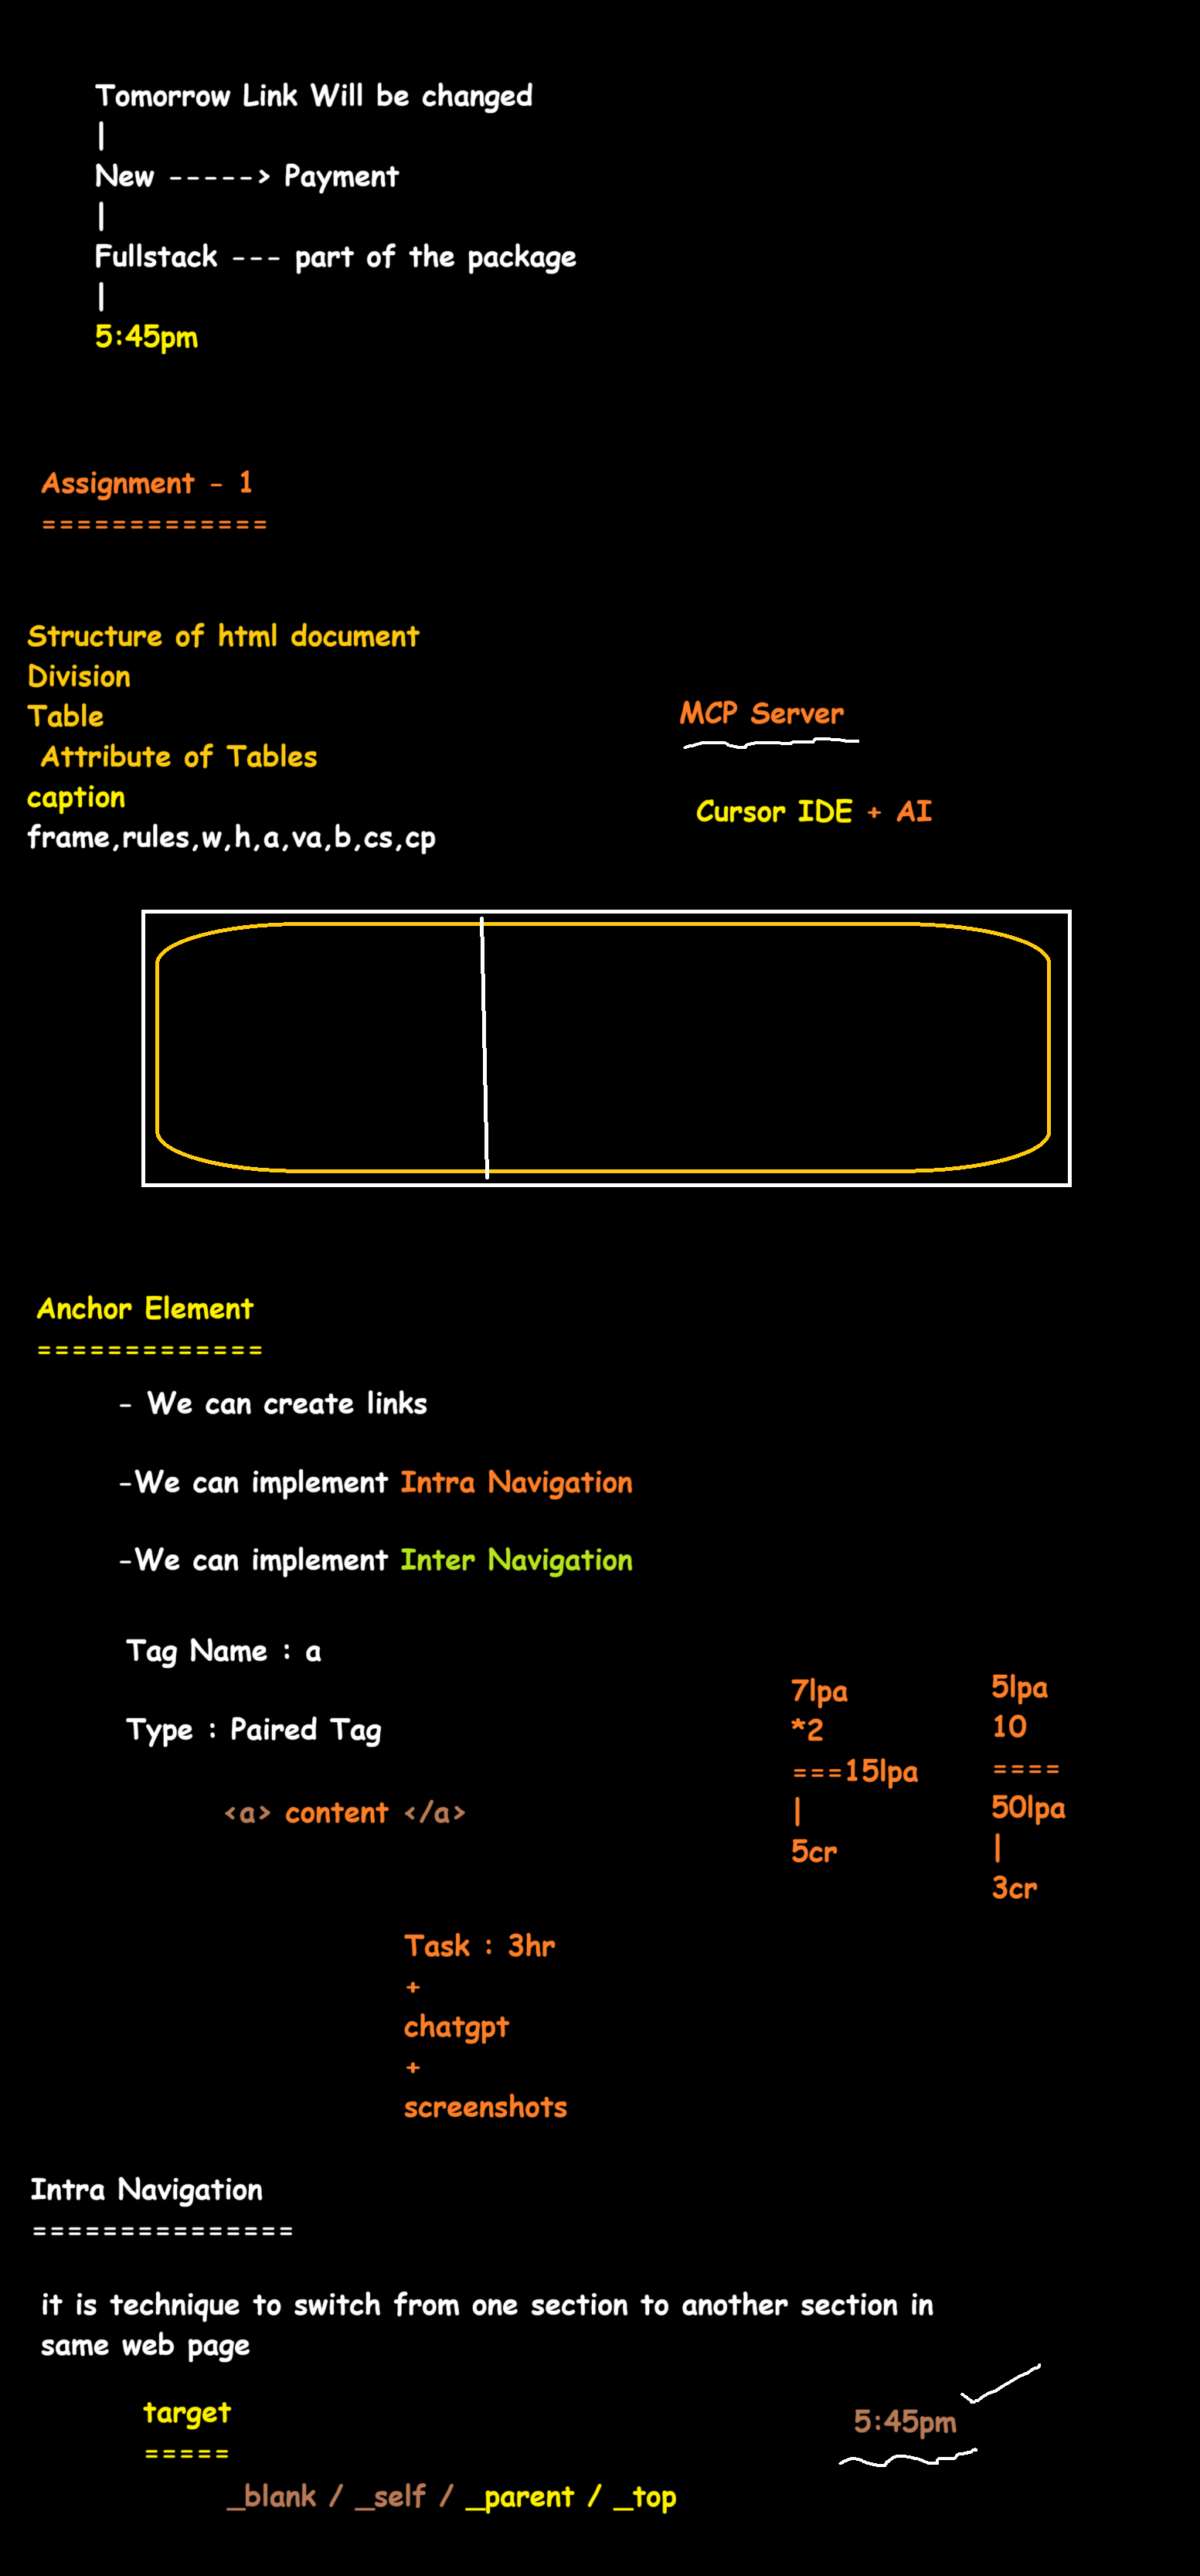 Tomorrow Link Will be changed
|
New -----> Payment
|
Fullstack --- part of the package
|
5:45pm
Assignment - 1
=============
Structure of html document
Division
Table
Attribute of Tables
caption
frame,rules,w,h,a,va,b,cs,cp
MCP Server
Cursor IDE + AI
Anchor Element
=============
- We can create links
-We can implement Intra Navigation
-We can implement Inter Navigation
Tag Name : a
Type : Paired Tag
<a> content </a>
7lpa
*2
===15lpa
|
5cr
5lpa
10
====
50lpa
|
3cr
Task : 3hr
+
chatgpt
+
screenshots
Intra Navigation
===============
it is technique to switch from one section to another section in
same web page
target
=====
_blank / _self / _parent / _top
5:45pm